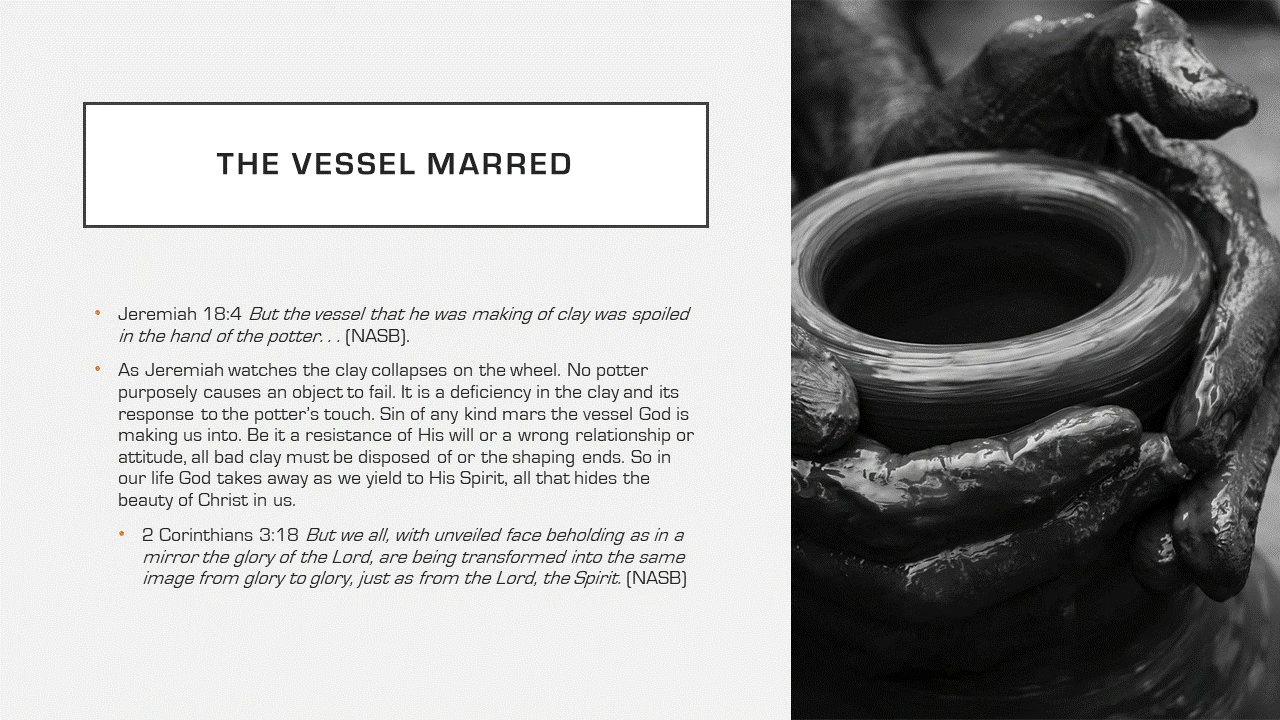 THE VESSEL MARRED
• Jeremiah 18:4 But the vessel that he was making of clay was spoiled
in the hand of the potter. . . (NASB).
• As Jeremiah watches the clay collapses on the wheel. No potter
purposely causes an object to fail. It is a deficiency in the clay and its
response to the potter’s touch. Sin of any kind mars the vessel God is
making us into. Be it a resistance of His will or a wrong relationship or
attitude, all bad clay must be disposed of or the shaping ends. So in
our life God takes away as we yield to His Spirit, all that hides the
beauty of Christ in us.
• 2 Corinthians 3:18 But we all, with unveiled face beholding as in a
mirror the glory of the Lord, are being transformed into the same
image from glory to glory, just as from the Lord, the Spirit. (NASB)